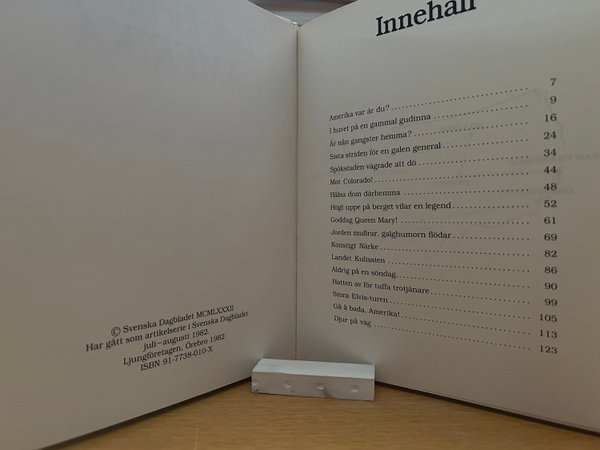 © Svenska Dagbladet MCMLXXXII
Har gått som artikelserie i Svenska Dagbladet
juli–augusti 1982.
Ljungföretagen, Örebro 1982
ISBN 91-7738-010-X
Innehåll
Amerika var är du? 7
I huvet på en gammal gudinna 9
Är nån gangster hemma? 16
Sista striden för en galen general 24
Spökstaden vägrade att dö 34
Mot Colorado! 44
Hälsa dom därhemma 48
Högt uppe på berget vilar en legend 52
Goddag Queen Mary! 61
Jorden mullrar, galghumorn flödar 69
Konstigt Närke 82
Landet Kulissien 86
Aldrig på en söndag 90
Hatten av för tuffa trotjänare 99
Stora Elvis-turen 105
Gå å bada, Amerika! 113
Djur på väg 123